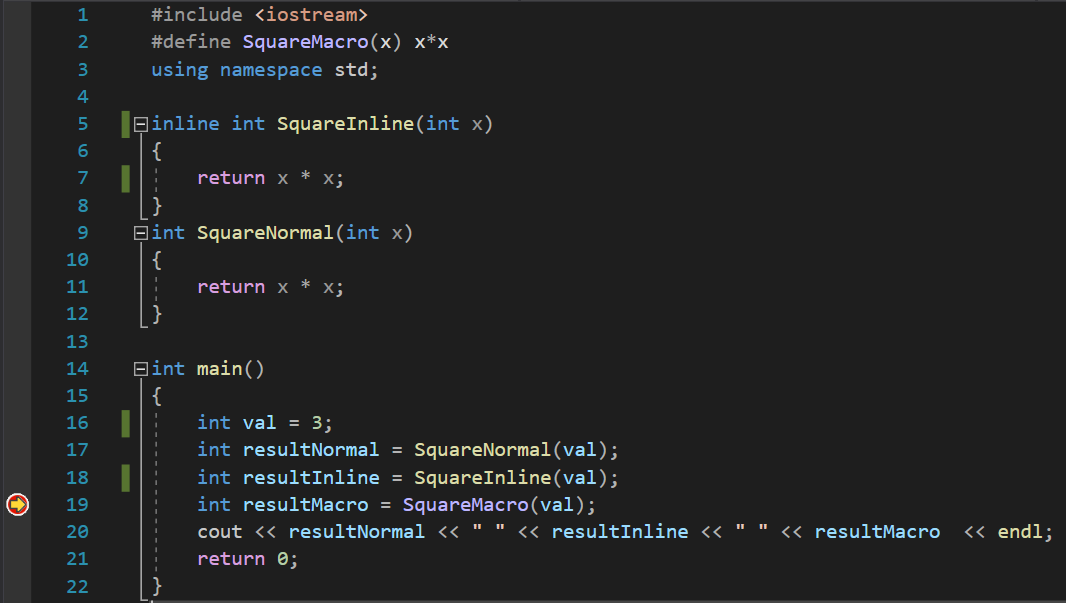 1 #include <iostream>
2 #define SquareMacro(x) x*x
3 using namespace std;
4
5 inline int SquareInline(int x)
6 {
7     return x * x;
8 }
9 int SquareNormal(int x)
10 {
11     return x * x;
12 }
13
14 int main()
15 {
16     int val = 3;
17     int resultNormal = SquareNormal(val);
18     int resultInline = SquareInline(val);
19     int resultMacro = SquareMacro(val);
20     cout << resultNormal << " " << resultInline << " " << resultMacro  << endl;
21     return 0;
22 }